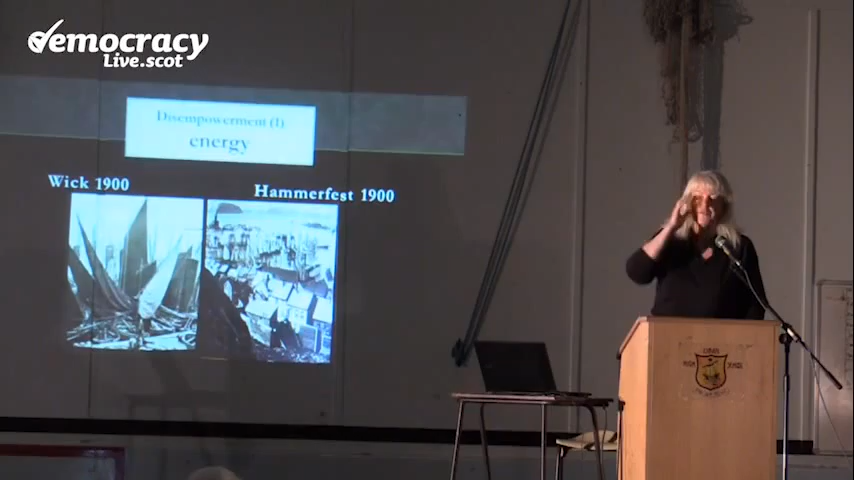 democracy
Live.scot
Disempowerment (1)
energy
Wick 1900
Hammerfest 1900